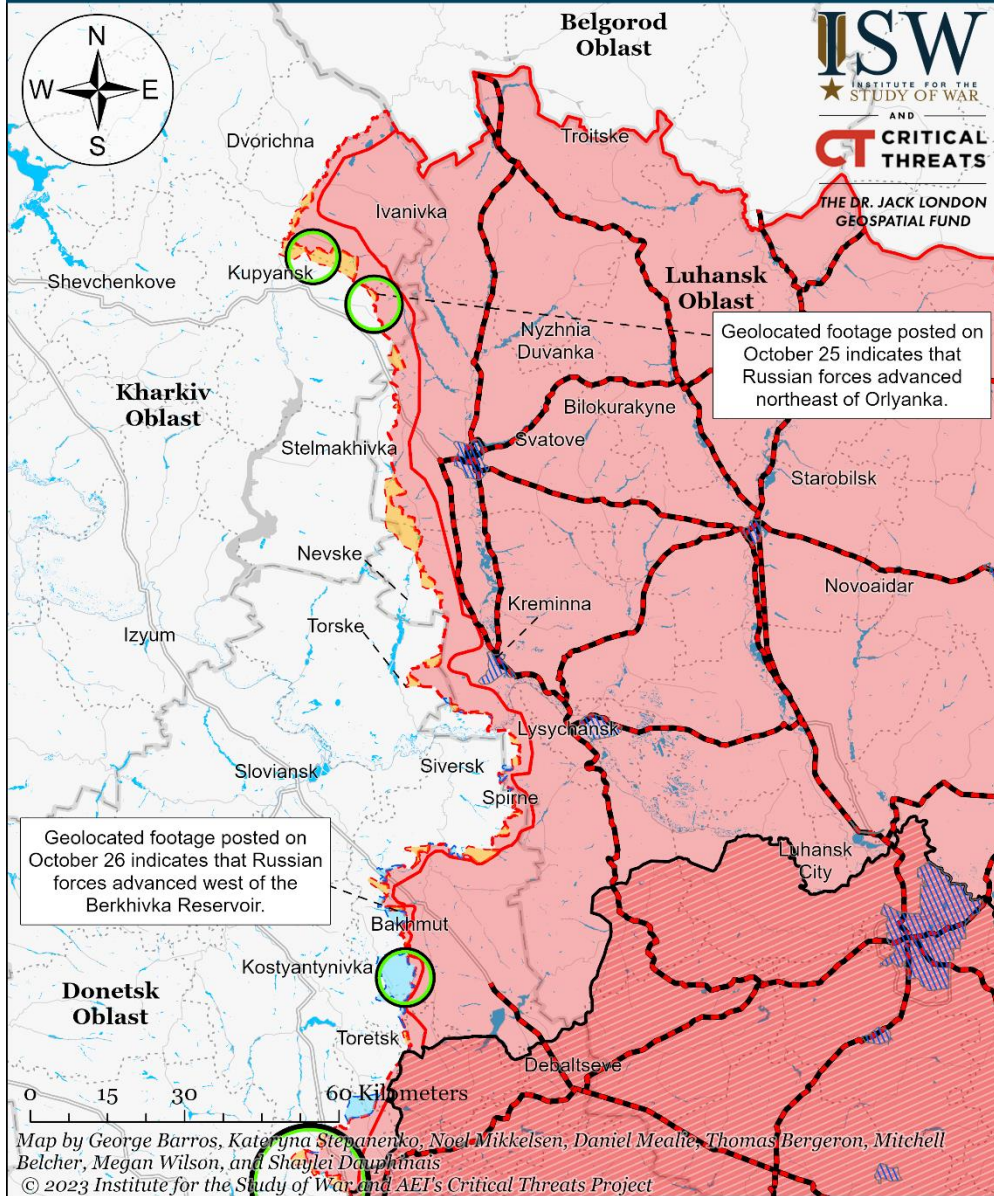 N
W E
S
Belgorod
Oblast
ISW
INSTITUTE FOR THE
STUDY OF WAR
AND
CT CRITICAL
THREATS
THE DR. JACK LONDON
GEOSPATIAL FUND
Dvorichna
Troitske
Ivanivka
Shevchenkove
Kupyansk
Luhansk
Oblast
Geolocated footage posted on
October 25 indicates that
Russian forces advanced
northeast of Orlyanka.
Nyzhnia
Duvanka
Kharkiv
Oblast
Bilokurakyne
Stelmakhivka
Svatove
Starobilsk
Nevske
Novoaidar
Kreminna
Torske
Izyum
Lysychansk
Sloviansk
Siversk
Spirne
Geolocated footage posted on
October 26 indicates that Russian
forces advanced west of the
Berkhivka Reservoir.
Luhansk
City
Bakhmut
Kostyantynivka
Donetsk
Oblast
Toretsk
Debaltseve
0 15 30 60 Kilometers
Map by George Barros, Kateryna Stepanenko, Noel Mikkelsen, Daniel Mealie, Thomas Bergeron, Mitchell
Belcher, Megan Wilson, and Shaylei Dauphinais
© 2023 Institute for the Study of War and AEI's Critical Threats Project